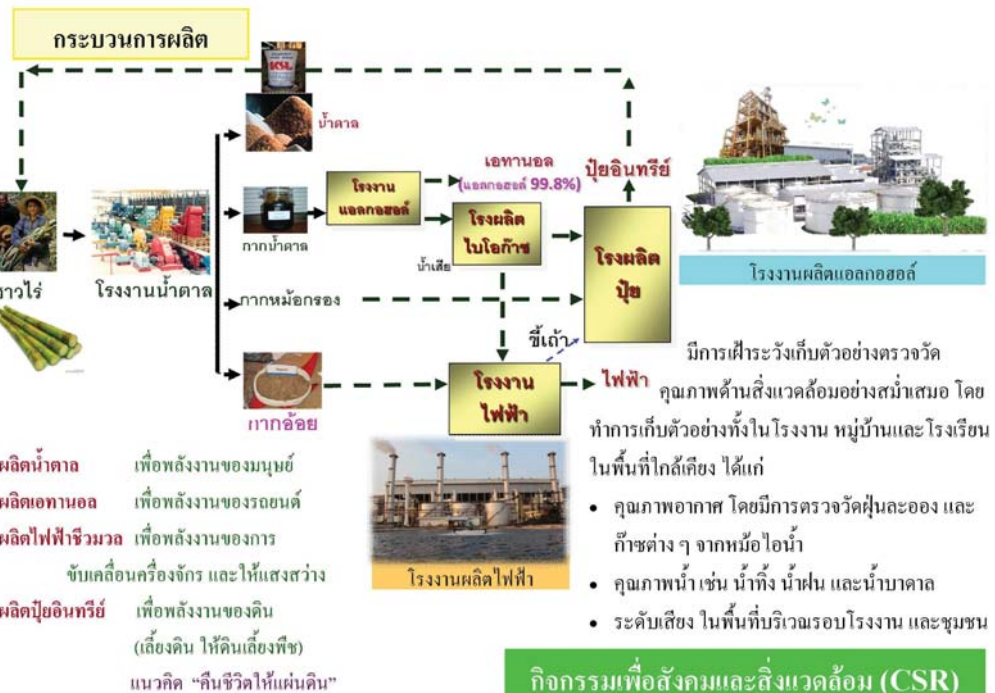 กระบวนการผลิต
KSL
น้ำตาล
เอทานอล
(แอลกอฮอล์ 99.8%)
ปุ๋ยอินทรีย์
โรงงาน
แอลกอฮอล์
โรงผลิต
ไบโอก๊าซ
โรงผลิต
ปุ๋ย
กากน้ำตาล
น้ำเสีย
โรงงานผลิตแอลกอฮอล์
าวไร่
โรงงานน้ำตาล
กากหม้อกรอง
ขี้เถ้า
โรงงาน
ไฟฟ้า
ไฟฟ้า
กากอ้อย
โรงงานผลิตไฟฟ้า
ผลิตน้ำตาล เพื่อพลังงานของมนุษย์
ผลิตเอทานอล เพื่อพลังงานของรถยนต์
ผลิตไฟฟ้าชีวมวล เพื่อพลังงานของการ
ขับเคลื่อนเครื่องจักร และให้แสงสว่าง
ผลิตปุ๋ยอินทรีย์ เพื่อพลังงานของดิน
(เลี้ยงดิน ให้ดินเลี้ยงพืช)
แนวคิด “คืนชีวิตให้แผ่นดิน”
มีการเฝ้าระวังเก็บตัวอย่างตรวจวัด
คุณภาพด้านสิ่งแวดล้อมอย่างสม่ำเสมอ โดย
ทำการเก็บตัวอย่างทั้งในโรงงาน หมู่บ้านและโรงเรียน
ในพื้นที่ใกล้เคียง ได้แก่
• คุณภาพอากาศ โดยมีการตรวจวัดฝุ่นละออง และ
ก๊าซต่าง ๆ จากหม้อไอน้ำ
• คุณภาพน้ำ เช่น น้ำทิ้ง น้ำฝน และน้ำบาดาล
• ระดับเสียง ในพื้นที่บริเวณรอบโรงงาน และชุมชน
กิจกรรมเพื่อสังคมและสิ่งแวดล้อม (CSR)